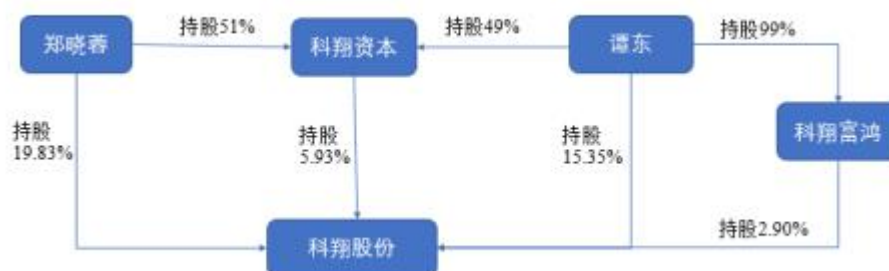 郑晓蓉
持股51%
科翔资本
持股49%
谭东
持股99%
持股
19.83%
持股
5.93%
持股
15.35%
科翔富鸿
持股2.90%
科翔股份